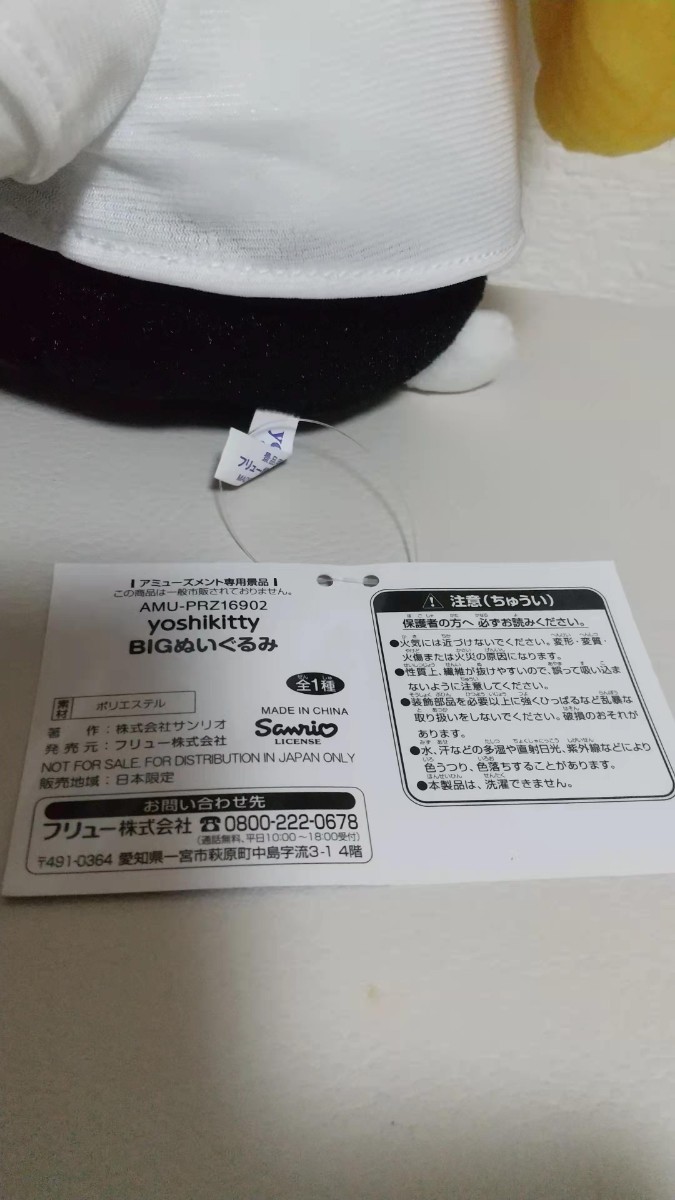 フリュー
┃アミューズメント専用景品┃
この商品は一般市販されておりません。
AMU-PRZ16902
yoshikitty
BIGぬいぐるみ
全1種
素材 ポリエステル
MADE IN CHINA
著 作：株式会社サンリオ
Sanrio
LICENSE
発売元：フリュー株式会社
NOT FOR SALE. FOR DISTRIBUTION IN JAPAN ONLY
販売地域：日本限定
お問い合わせ先
フリュー株式会社 ☎0800-222-0678
(通話無料、平日10:00～18:00受付)
〒491-0364 愛知県一宮市萩原町中島字流3-1 4階
⚠ 注意(ちゅうい)
保護者の方へ 必ずお読みください。
●火気には近づけないでください。変形・変質・
火傷または火災の原因になります。
●性質上、繊維が抜けやすいので、誤って吸い込ま
ないように注意してください。
●装飾部品を必要以上に強くひっぱるなど乱暴な
取り扱いをしないでください。破損のおそれが
あります。
●水、汗などの多湿や直射日光、紫外線などにより
色うつり、色落ちすることがあります。
●本製品は、洗濯できません。